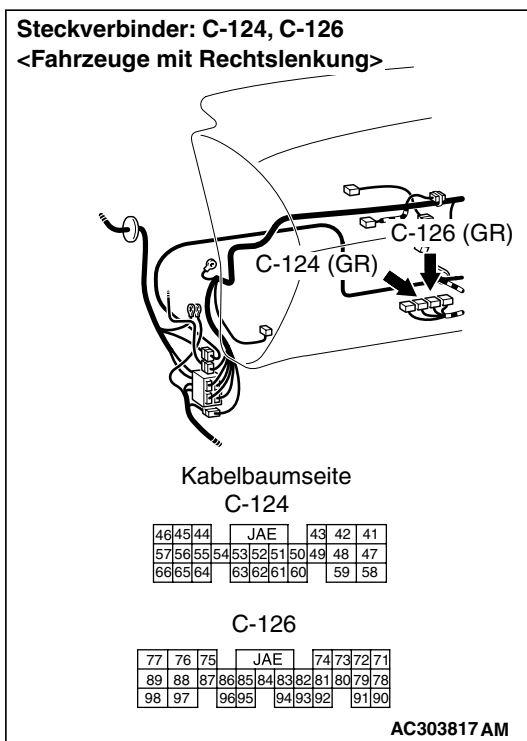 Steckverbinder: C-124, C-126
<Fahrzeuge mit Rechtslenkung>
C-126 (GR)
C-124 (GR)
Kabelbaumseite
C-124
46 45 44 JAE 43 42 41
57 56 55 54 53 52 51 50 49 48 47
66 65 64 63 62 61 60 59 58
C-126
77 76 75 JAE 74 73 72 71
89 88 87 86 85 84 83 82 81 80 79 78
98 97 96 95 94 93 92 91 90
AC303817 AM